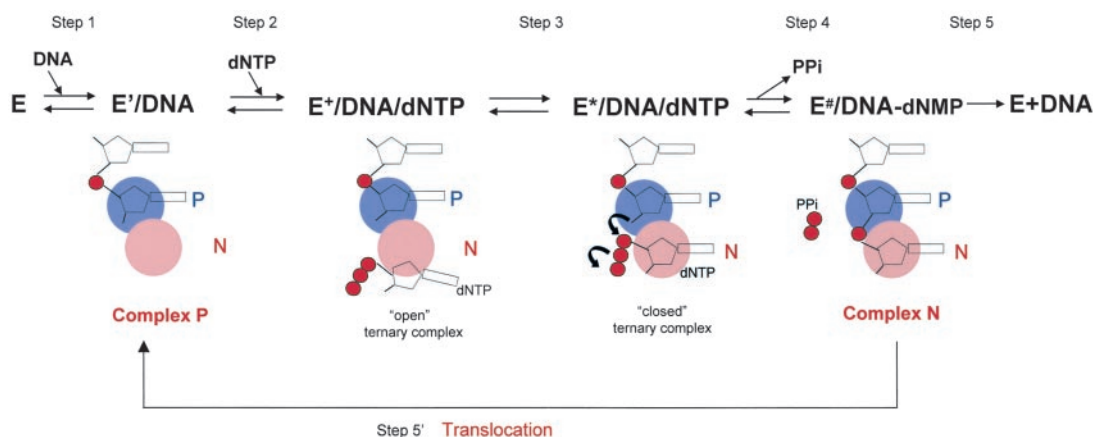 Step 1 Step 2 Step 3 Step 4 Step 5
DNA dNTP PPi
E E'/DNA E⁺/DNA/dNTP E*/DNA/dNTP E#/DNA-dNMP E+DNA
P P P PPi P
N N N N
dNTP dNTP
Complex P "open" "closed" Complex N
ternary complex ternary complex
Step 5' Translocation